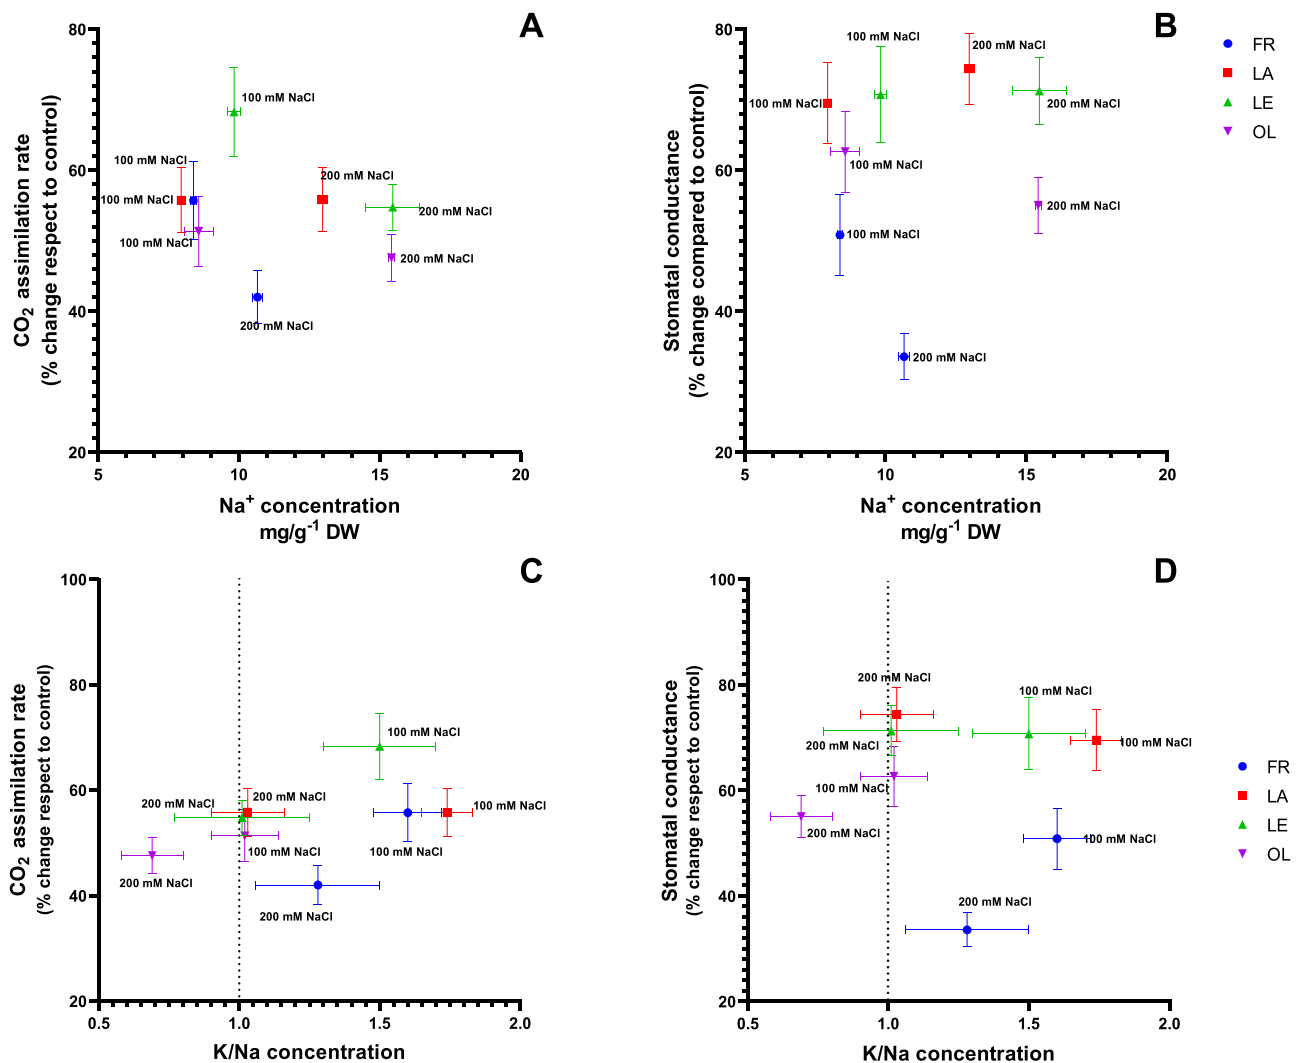 A
80
60
40
20
5
10
15
20
CO2 assimilation rate
(% change respect to control)
Na+ concentration
mg/g-1 DW
100 mM NaCl
100 mM NaCl
100 mM NaCl
100 mM NaCl
200 mM NaCl
200 mM NaCl
200 mM NaCl
200 mM NaCl
B
80
60
40
20
5
10
15
20
Stomatal conductance
(% change compared to control)
Na+ concentration
mg/g-1 DW
100 mM NaCl
200 mM NaCl
100 mM NaCl
200 mM NaCl
100 mM NaCl
200 mM NaCl
100 mM NaCl
200 mM NaCl
FR
LA
LE
OL
C
100
80
60
40
20
0.5
1.0
1.5
2.0
CO2 assimilation rate
(% change respect to control)
K/Na concentration
100 mM NaCl
200 mM NaCl
200 mM NaCl
100 mM NaCl
100 mM NaCl
100 mM NaCl
200 mM NaCl
200 mM NaCl
D
100
80
60
40
20
0.5
1.0
1.5
2.0
Stomatal conductance
(% change respect to control)
K/Na concentration
200 mM NaCl
100 mM NaCl
200 mM NaCl
100 mM NaCl
100 mM NaCl
200 mM NaCl
100 mM NaCl
200 mM NaCl
FR
LA
LE
OL